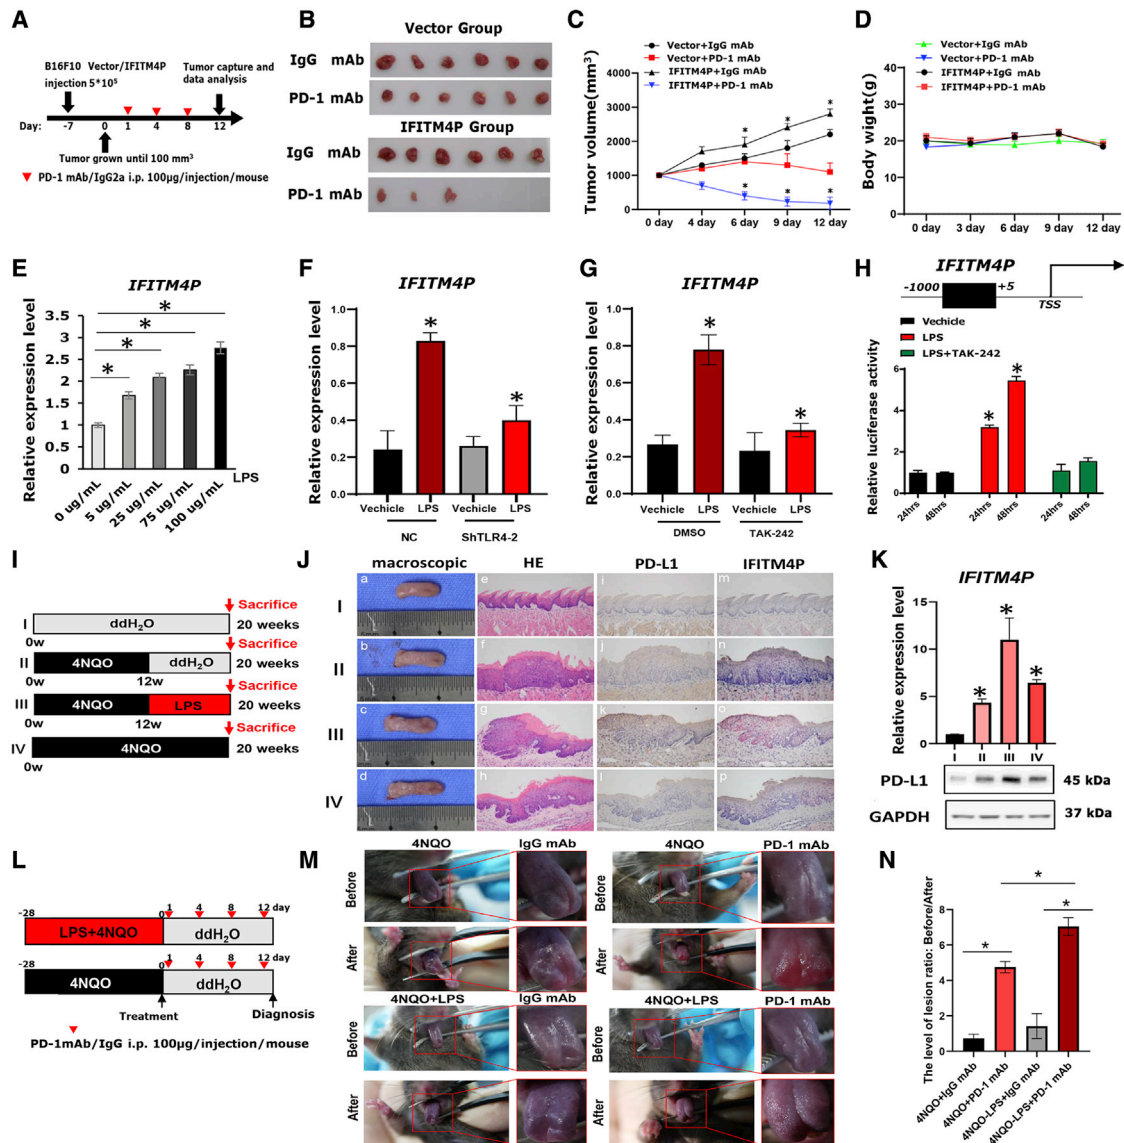 A
B16F10 Vector/IFITM4P
injection 5*10⁵
Tumor capture and
data analysis
Day: -7 0 1 4 8 12
Tumor grown until 100 mm³
PD-1 mAb/IgG2a i.p. 100μg/injection/mouse
B
Vector Group
IgG mAb
PD-1 mAb
IFITM4P Group
IgG mAb
PD-1 mAb
C
Vector+IgG mAb
Vector+PD-1 mAb
IFITM4P+IgG mAb
IFITM4P+PD-1 mAb
Tumor volume(mm³)
4000
3000
2000
1000
0
* * *
* * *
0 day 4 day 6 day 9 day 12 day
D
Vector+IgG mAb
Vector+PD-1 mAb
IFITM4P+IgG mAb
IFITM4P+PD-1 mAb
Body wight(g)
40
30
20
10
0
0 day 3 day 6 day 9 day 12 day
E
IFITM4P
Relative expression level
3.5
3
2.5
2
1.5
1
0.5
0
*
*
*
*
0 ug/mL 5 ug/mL 25 ug/mL 75 ug/mL 100 ug/mL
LPS
F
IFITM4P
Relative expression level
1.0
0.8
0.6
0.4
0.2
0.0
* *
Vechicle LPS Vechicle LPS
NC ShTLR4-2
G
IFITM4P
Relative expression level
1.0
0.8
0.6
0.4
0.2
0.0
* *
Vechicle LPS Vechicle LPS
DMSO TAK-242
H
IFITM4P
-1000 +5
TSS
Vechicle
LPS
LPS+TAK-242
Relative luciferase activity
6
5
4
3
2
1
0
* *
24hrs 48hrs 24hrs 48hrs 24hrs 48hrs
I
Sacrifice
I ddH₂O 20 weeks
0w
Sacrifice
II 4NQO ddH₂O 20 weeks
0w 12w
Sacrifice
III 4NQO LPS 20 weeks
0w 12w
Sacrifice
IV 4NQO 20 weeks
0w
J
macroscopic HE PD-L1 IFITM4P
I a e i m
II b f j n
III c g k o
IV d h l p
K
IFITM4P
Relative expression level
15
10
5
0
* * *
I II III IV
PD-L1 45 kDa
GAPDH 37 kDa
L
-28 0 1 4 8 12 day
LPS+4NQO ddH₂O
-28 0 1 4 8 12 day
4NQO ddH₂O
Treatment Diagnosis
PD-1mAb/IgG i.p. 100μg/injection/mouse
M
4NQO IgG mAb 4NQO PD-1 mAb
Before Before
After After
4NQO+LPS IgG mAb 4NQO+LPS PD-1 mAb
Before Before
After After
N
The level of lesion ratio: Before/After
8
6
4
2
0
*
*
*
4NQO+IgG mAb
4NQO+PD-1 mAb
4NQO-LPS+IgG mAb
4NQO-LPS+PD-1 mAb